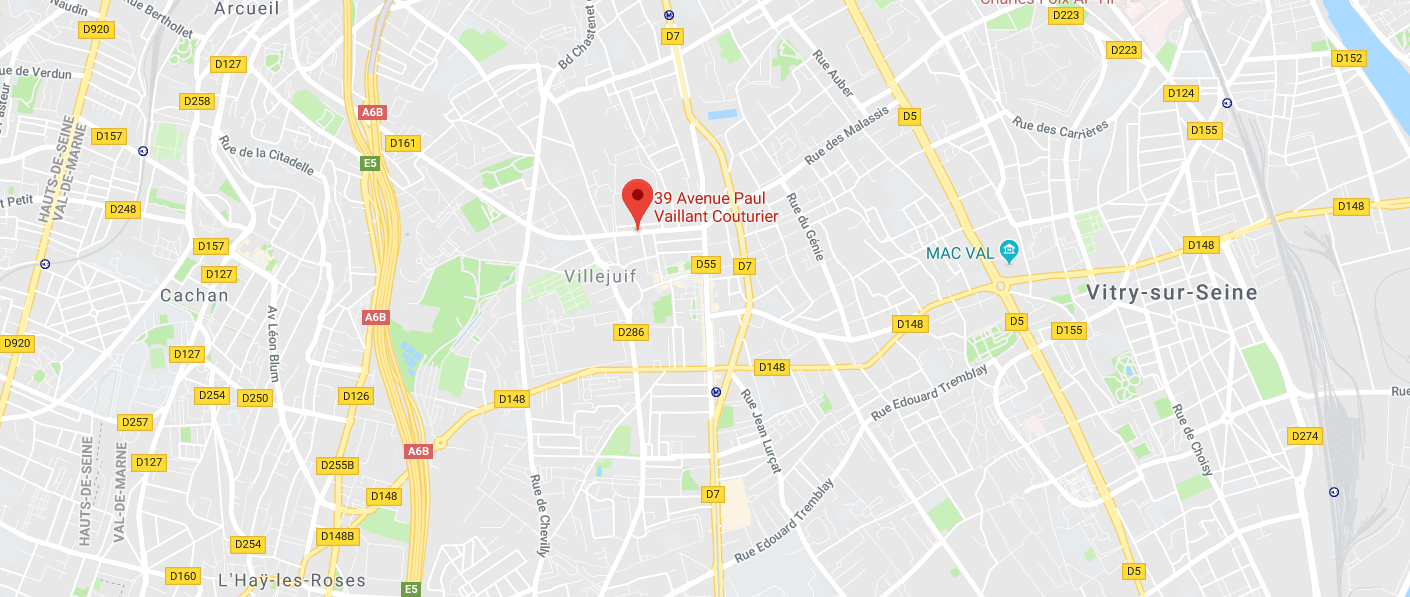 Naudin
Rue Berthollet
Arcueil
Bd Chastenet
D7
Charles Foix AP-HP
D223
D920
D223
D152
D127
ue de Verdun
Pasteur
Rue Auber
D258
D124
A6B
D5
Rue des Malassis
Rue des Carrières
D155
HAUTS-DE-SEINE
VAL-DE-MARNE
D157
D161
Rue de la Citadelle
E5
t Petit
D248
39 Avenue Paul
Vaillant Couturier
Rue du Génie
D148
D157
D148
MAC VAL
D127
D55
D7
Villejuif
Cachan
Vitry-sur-Seine
Av Léon Blum
A6B
D286
D148
D5
D155
D920
D127
D148
D254
D250
D126
D148
Rue Edouard Tremblay
Rue Jean Lurçat
Rue de Choisy
Rue
D257
HAUTS-DE-SEINE
VAL-DE-MARNE
D127
A6B
D274
D255B
D148
D7
Rue de Chevilly
Rue Edouard Tremblay
D254
D148B
D160
L'Haÿ-les-Roses
E5
D5